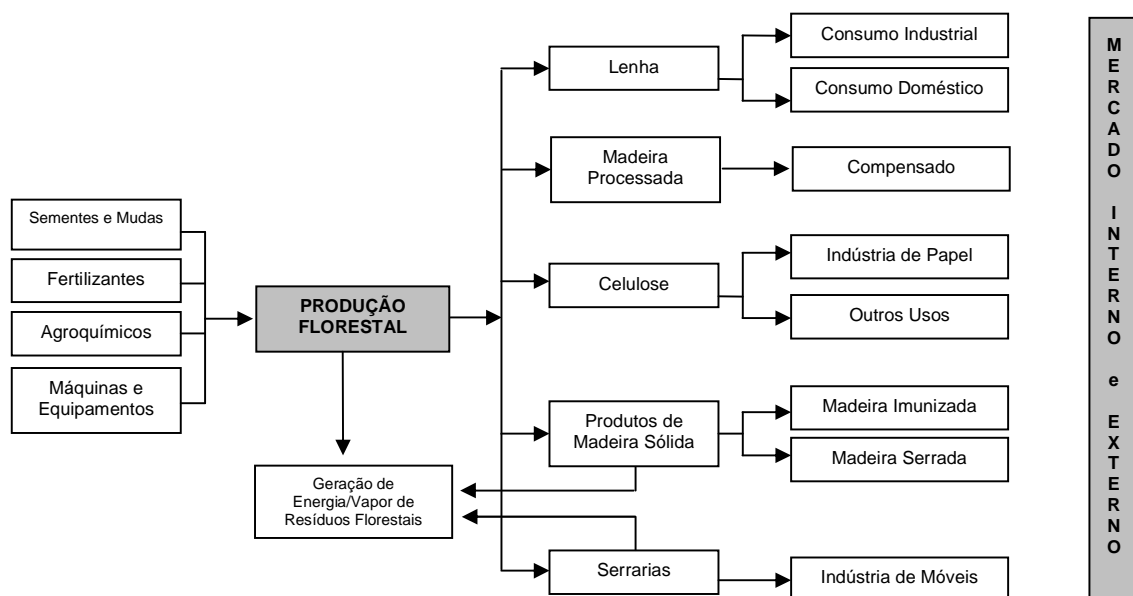 Sementes e Mudas
Fertilizantes
Agroquímicos
Máquinas e
Equipamentos
PRODUÇÃO
FLORESTAL
Geração de
Energia/Vapor de
Resíduos Florestais
Lenha
Madeira
Processada
Celulose
Produtos de
Madeira Sólida
Serrarias
Consumo Industrial
Consumo Doméstico
Compensado
Indústria de Papel
Outros Usos
Madeira Imunizada
Madeira Serrada
Indústria de Móveis
MERCADO INTERNO e EXTERNO